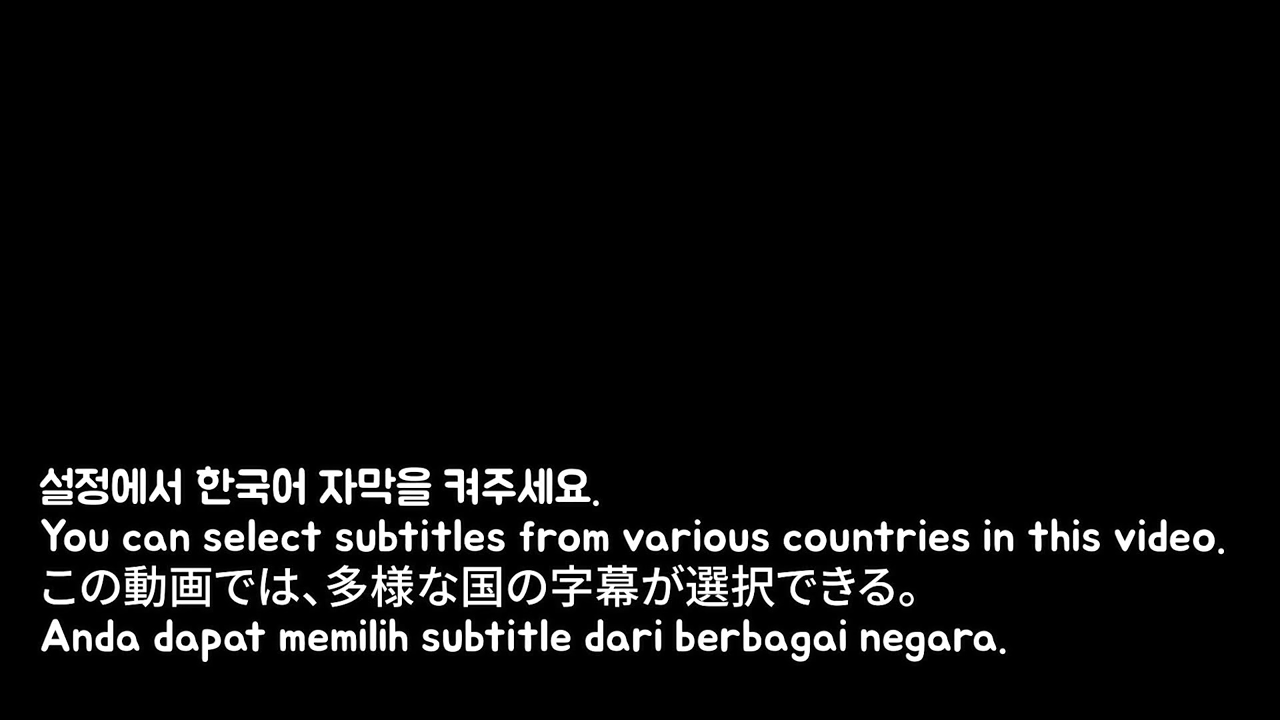 설정에서 한국어 자막을 켜주세요.
You can select subtitles from various countries in this video.
この動画では、多様な国の字幕が選択できる。
Anda dapat memilih subtitle dari berbagai negara.